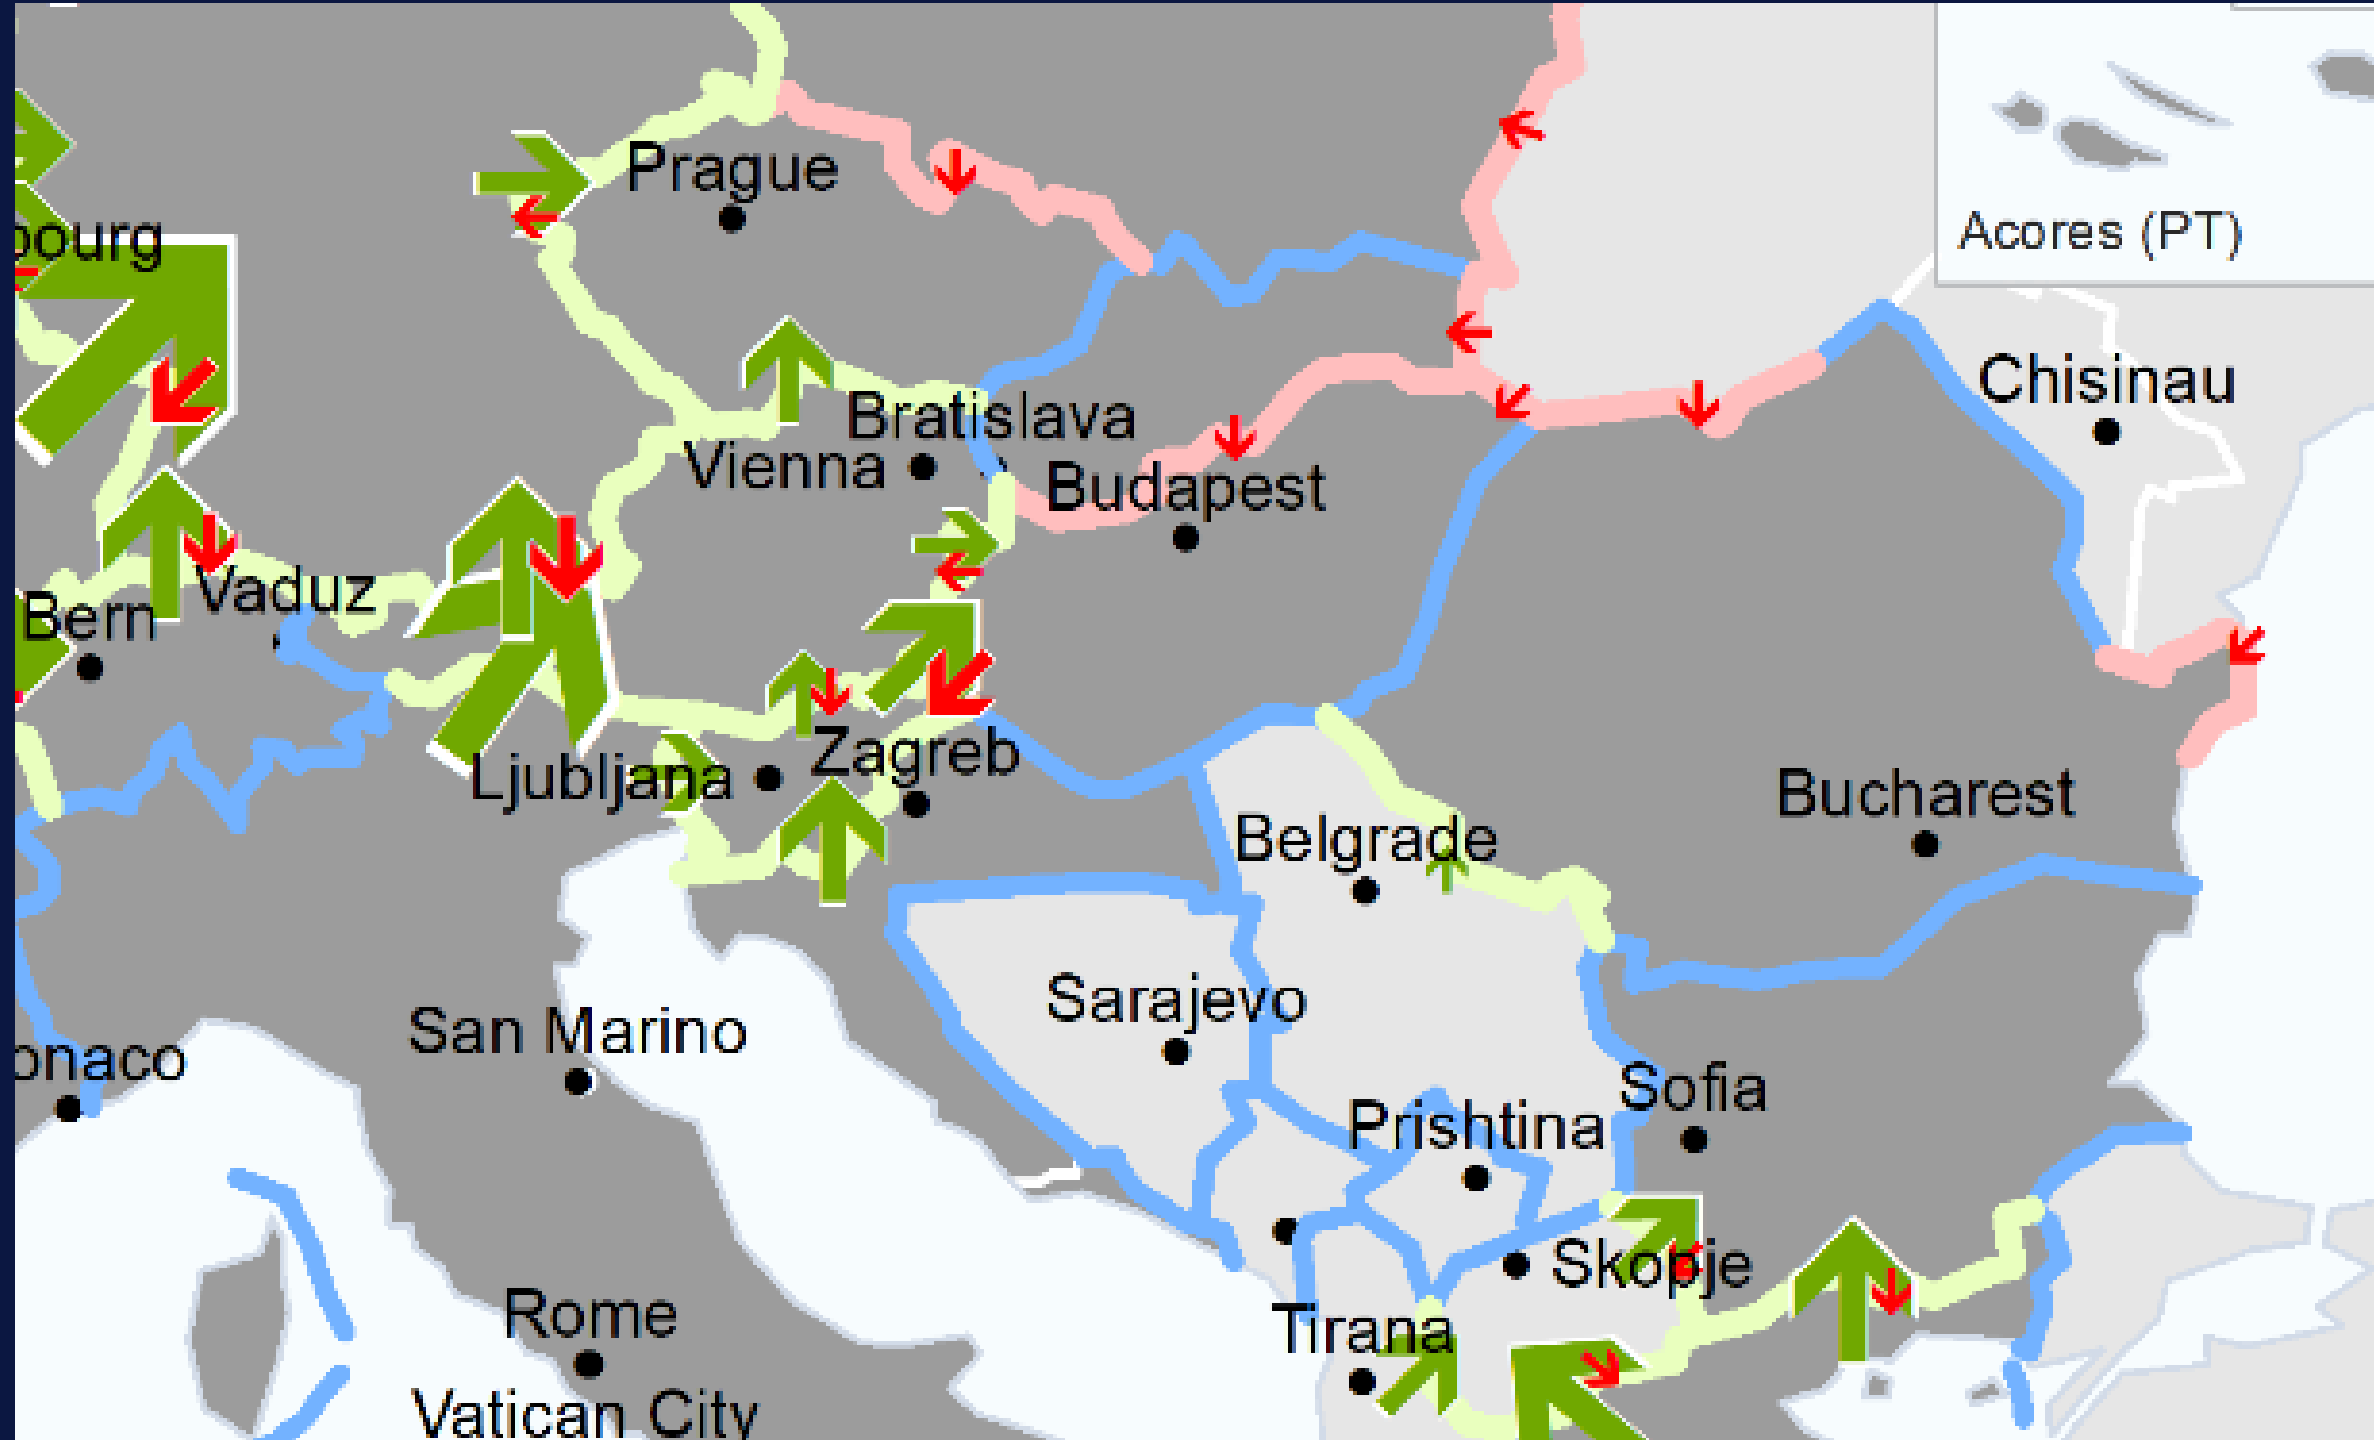 Prague
bourg
Acores (PT)
Chisinau
Bratislava
Vienna
Budapest
Vaduz
Bern
Zagreb
Ljubljana
Bucharest
Belgrade
Sarajevo
San Marino
onaco
Sofia
Prishtina
Skopje
Rome
Tirana
Vatican City